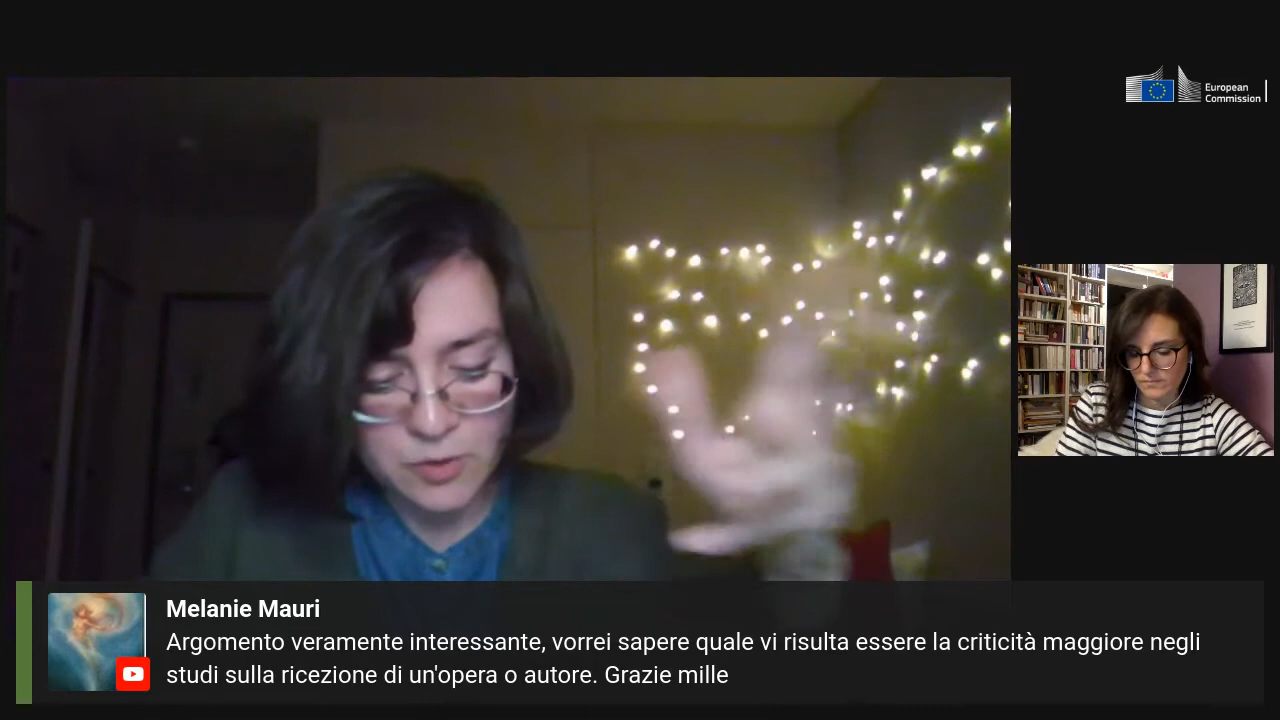 European
Commission
Melanie Mauri
Argomento veramente interessante, vorrei sapere quale vi risulta essere la criticità maggiore negli
studi sulla ricezione di un'opera o autore. Grazie mille